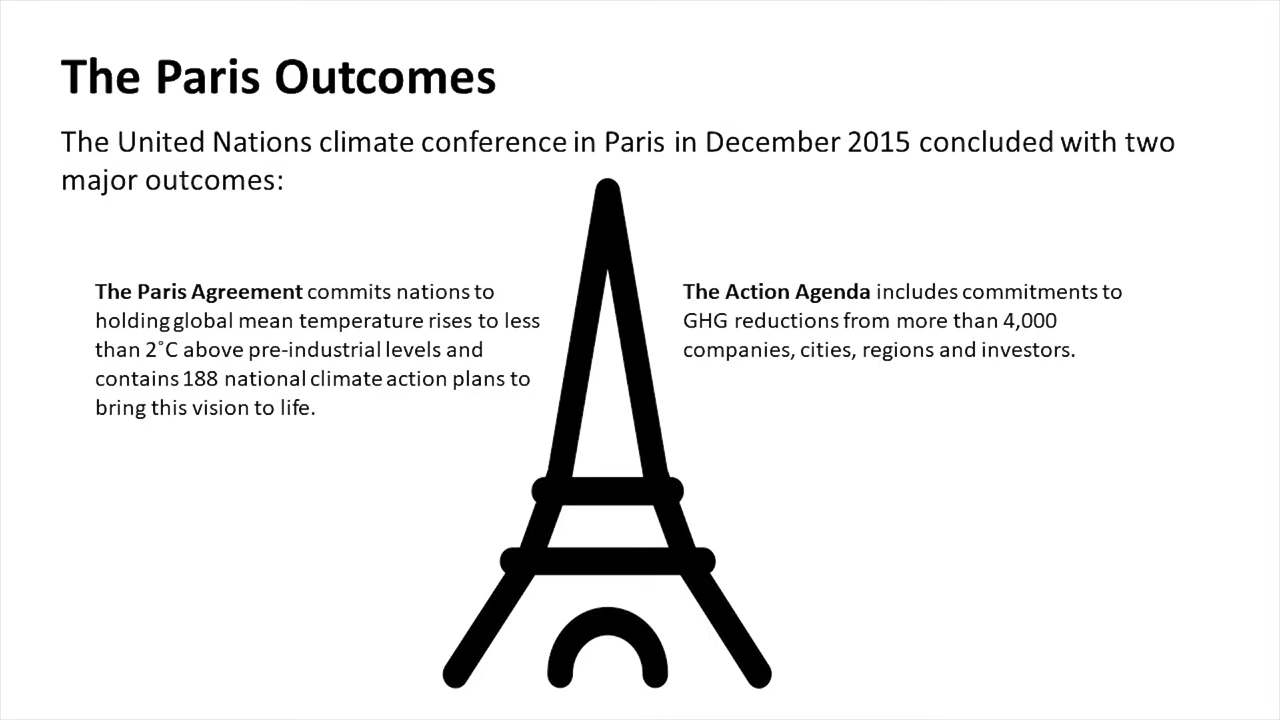 The Paris Outcomes
The United Nations climate conference in Paris in December 2015 concluded with two
major outcomes:
The Paris Agreement commits nations to
holding global mean temperature rises to less
than 2˚C above pre-industrial levels and
contains 188 national climate action plans to
bring this vision to life.
The Action Agenda includes commitments to
GHG reductions from more than 4,000
companies, cities, regions and investors.